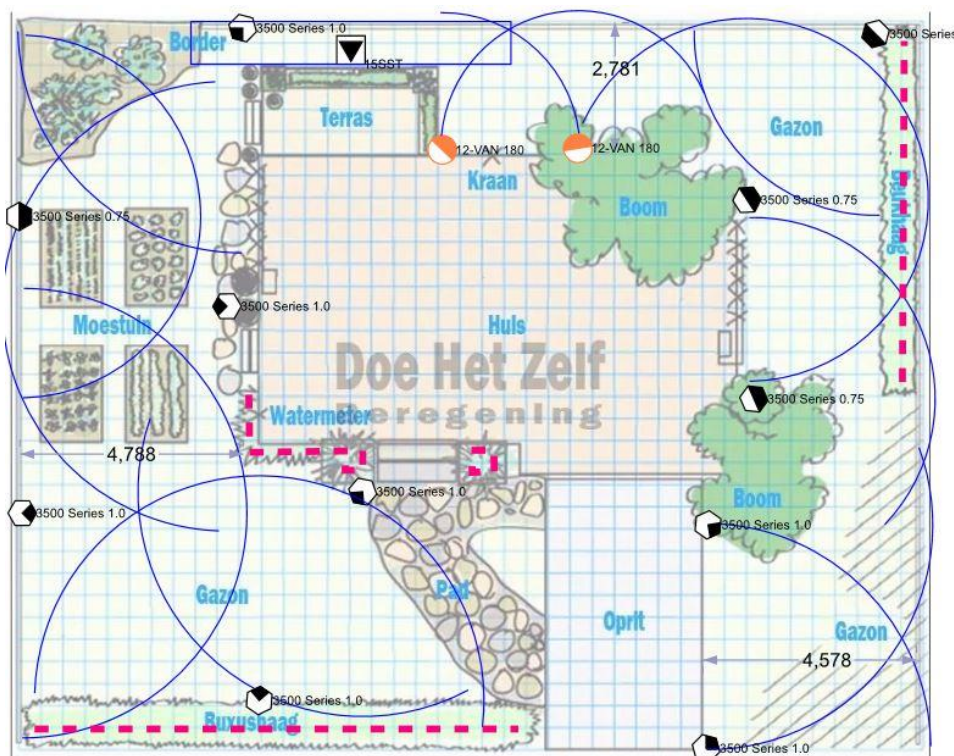 3500 Series 1.0
3500 Series
Border
15SST
2,781
Terras
Gazon
12-VAN 180
12-VAN 180
Kraan
Boom
3500 Series 0.75
3500 Series 0.75
3500 Series 1.0
Moestuin
Huis
Doe Het Zelf
Beregening
3500 Series 0.75
Watermeter
4,788
3500 Series 1.0
Boom
3500 Series 1.0
3500 Series 1.0
Gazon
Pad
Oprit
Gazon
4,578
3500 Series 1.0
Buxushaag
3500 Series 1.0